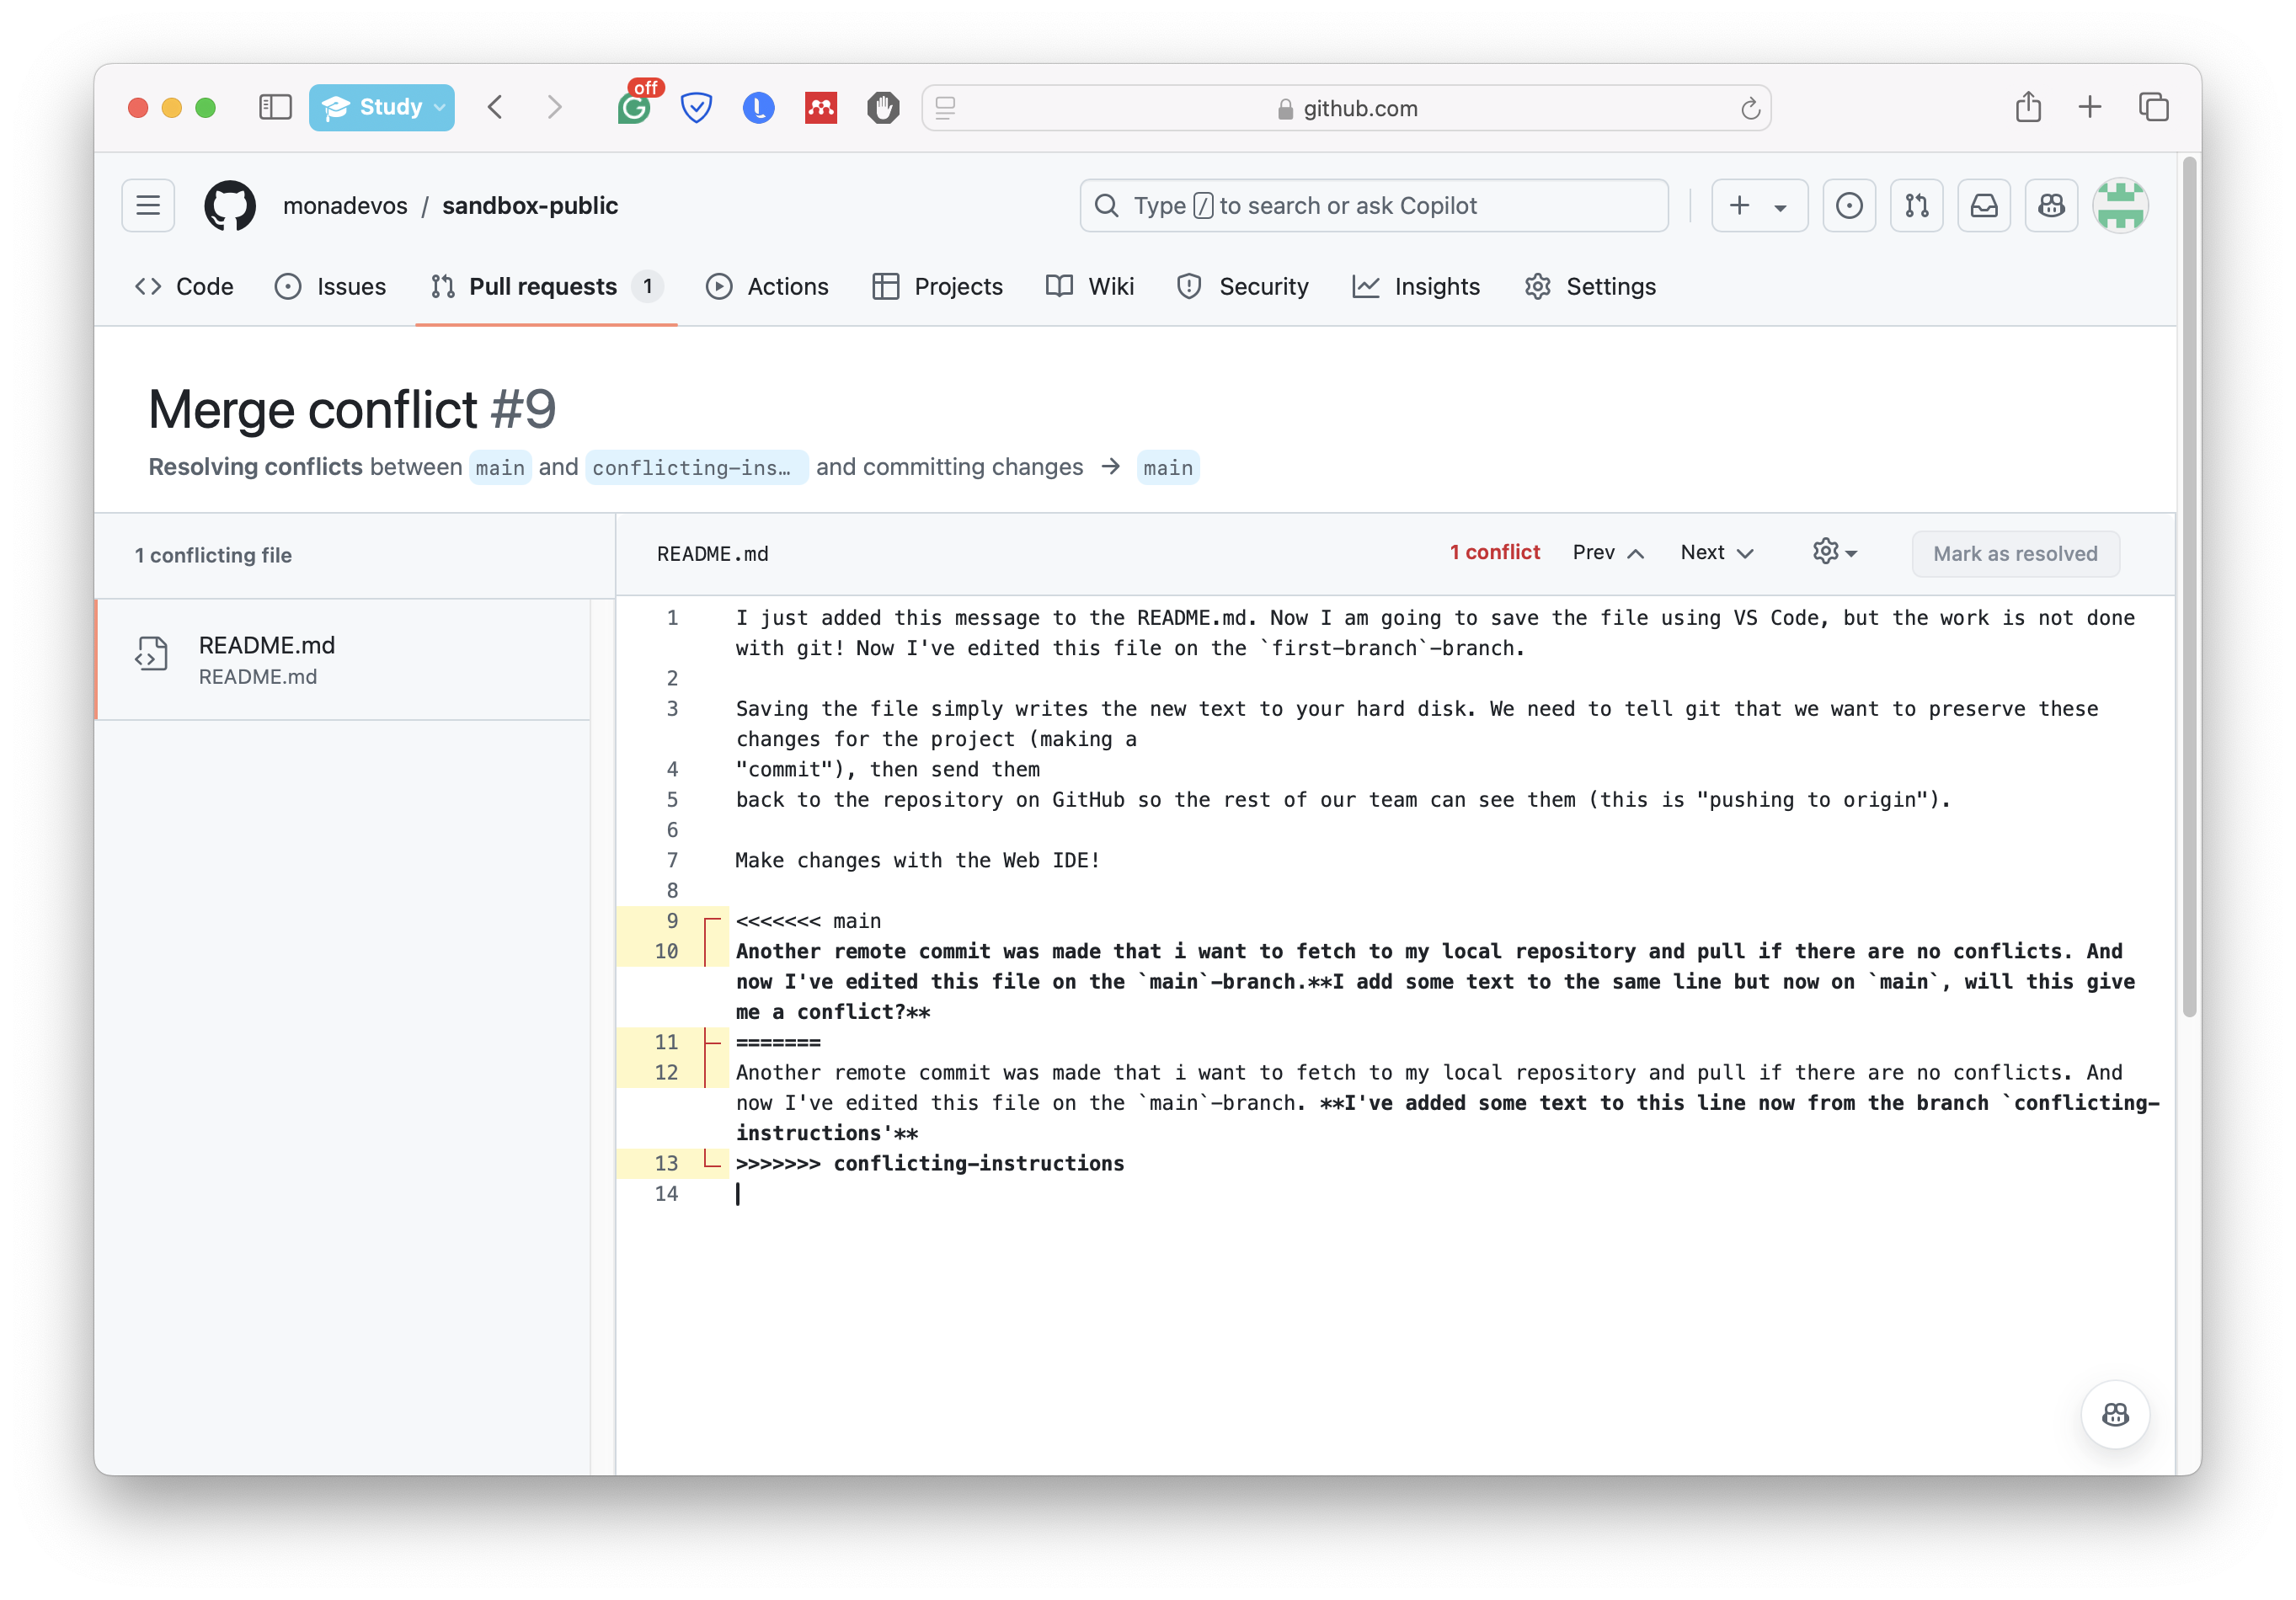 off
Study
github.com
monadevos / sandbox-public
Type / to search or ask Copilot
Code
Issues
Pull requests 1
Actions
Projects
Wiki
Security
Insights
Settings
Merge conflict #9
Resolving conflicts between main and conflicting-ins… and committing changes → main
1 conflicting file
README.md
README.md
README.md
1 conflict
Prev
Next
Mark as resolved
1 I just added this message to the README.md. Now I am going to save the file using VS Code, but the work is not done
with git! Now I've edited this file on the `first-branch`-branch.
2
3 Saving the file simply writes the new text to your hard disk. We need to tell git that we want to preserve these
changes for the project (making a
4 "commit"), then send them
5 back to the repository on GitHub so the rest of our team can see them (this is "pushing to origin").
6
7 Make changes with the Web IDE!
8
9 <<<<<<< main
10 Another remote commit was made that i want to fetch to my local repository and pull if there are no conflicts. And
now I've edited this file on the `main`-branch.**I add some text to the same line but now on `main`, will this give
me a conflict?**
11 =======
12 Another remote commit was made that i want to fetch to my local repository and pull if there are no conflicts. And
now I've edited this file on the `main`-branch. **I've added some text to this line now from the branch `conflicting-
instructions'**
13 >>>>>>> conflicting-instructions
14